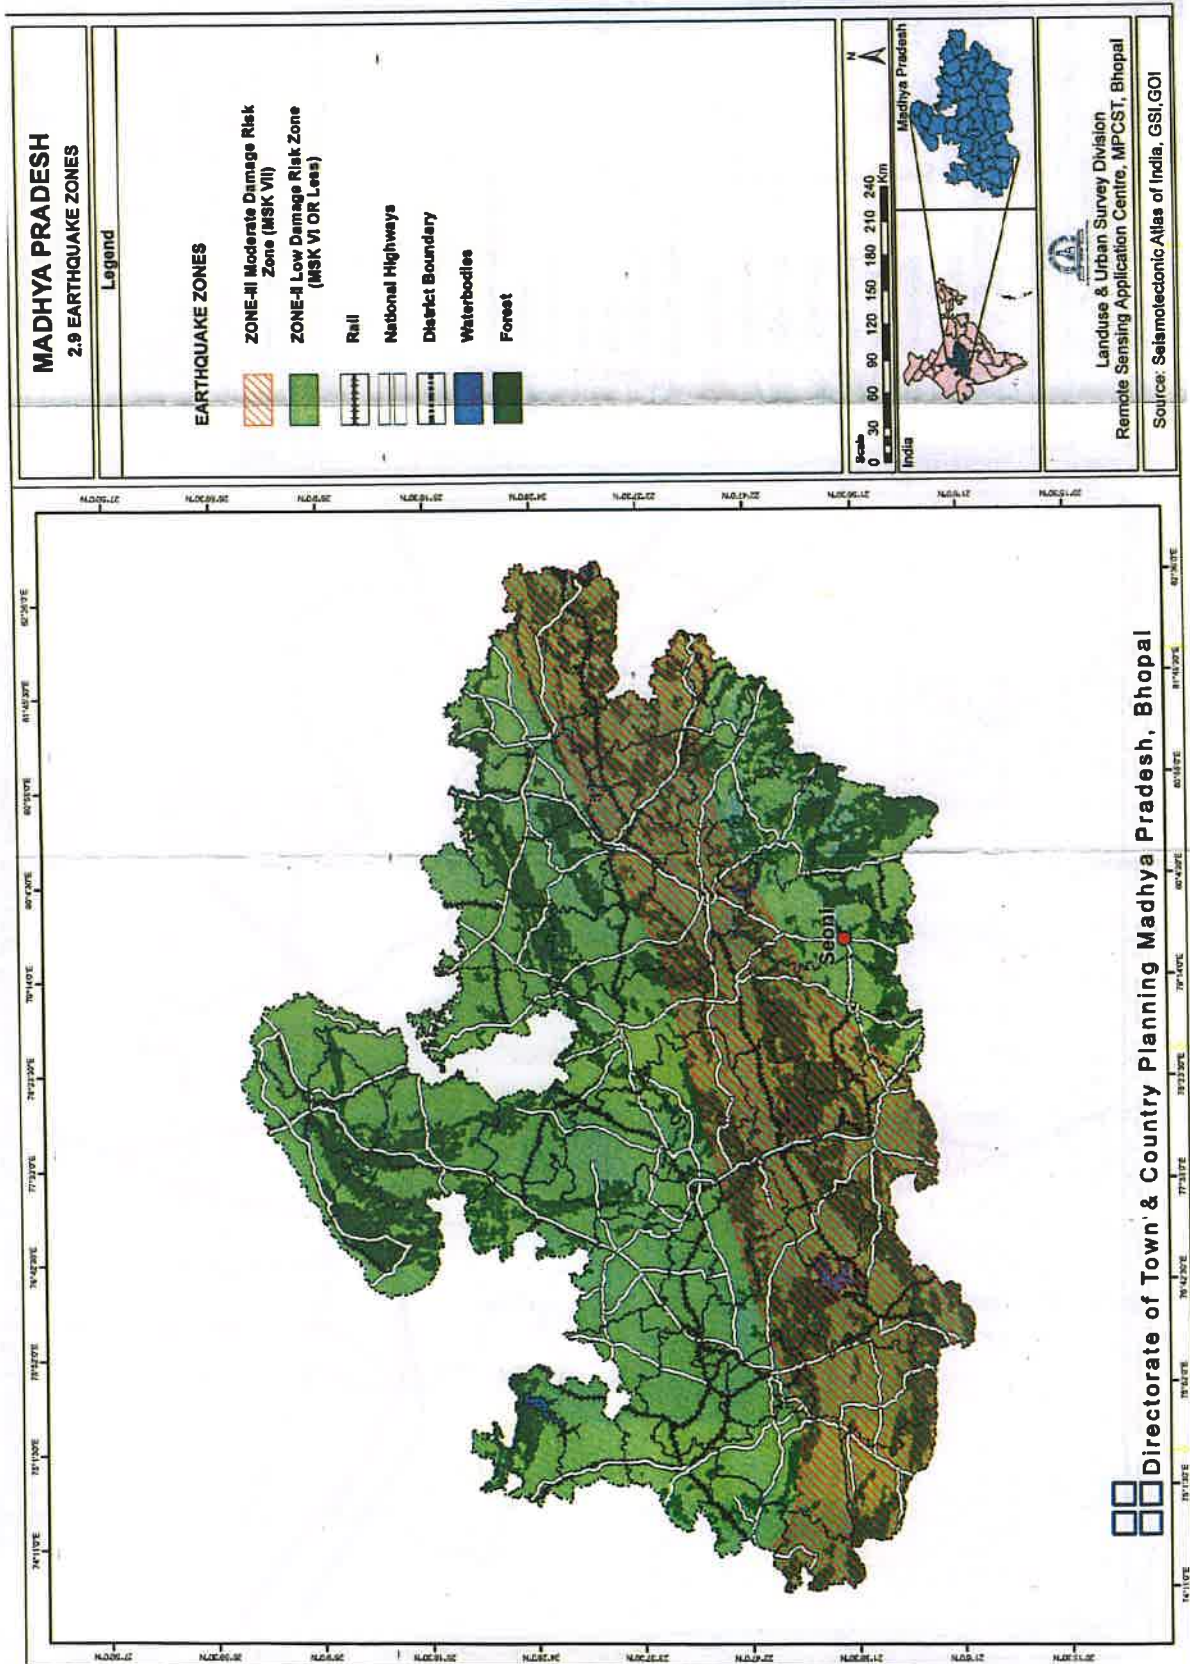 MADHYA PRADESH
2.9 EARTHQUAKE ZONES
Legend
EARTHQUAKE ZONES
ZONE-III Moderate Damage Risk
Zone (MSK VII)
ZONE-II Low Damage Risk Zone
(MSK VI OR Less)
Rail
National Highways
District Boundary
Waterbodies
Forest
N
Scale
0 30 60 90 120 150 180 210 240
Km
India
Madhya Pradesh
Landuse & Urban Survey Division
Remote Sensing Application Centre, MPCST, Bhopal
Source: Seismotectonic Atlas of India, GSI,GOI
Seoni
Directorate of Town & Country Planning Madhya Pradesh, Bhopal